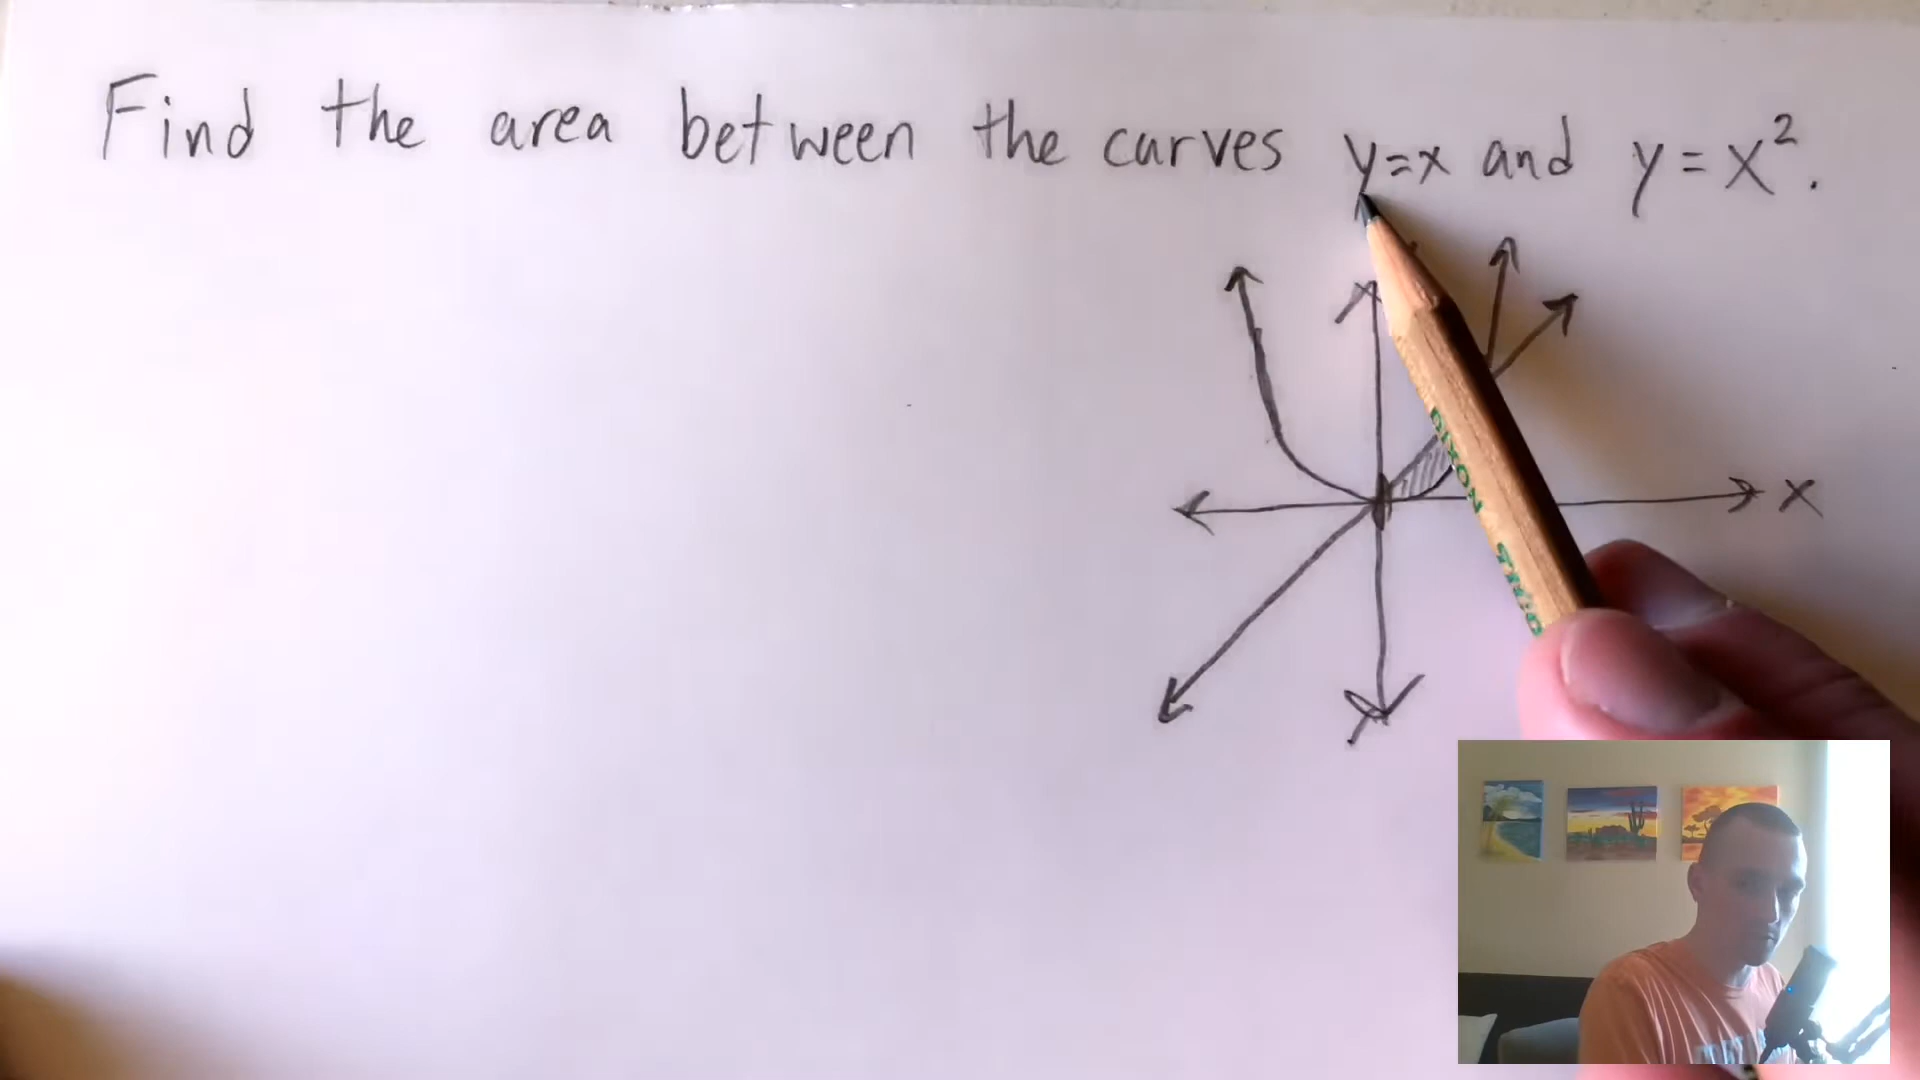 Find the area between the curves y=x and y=x².
x
DIXON